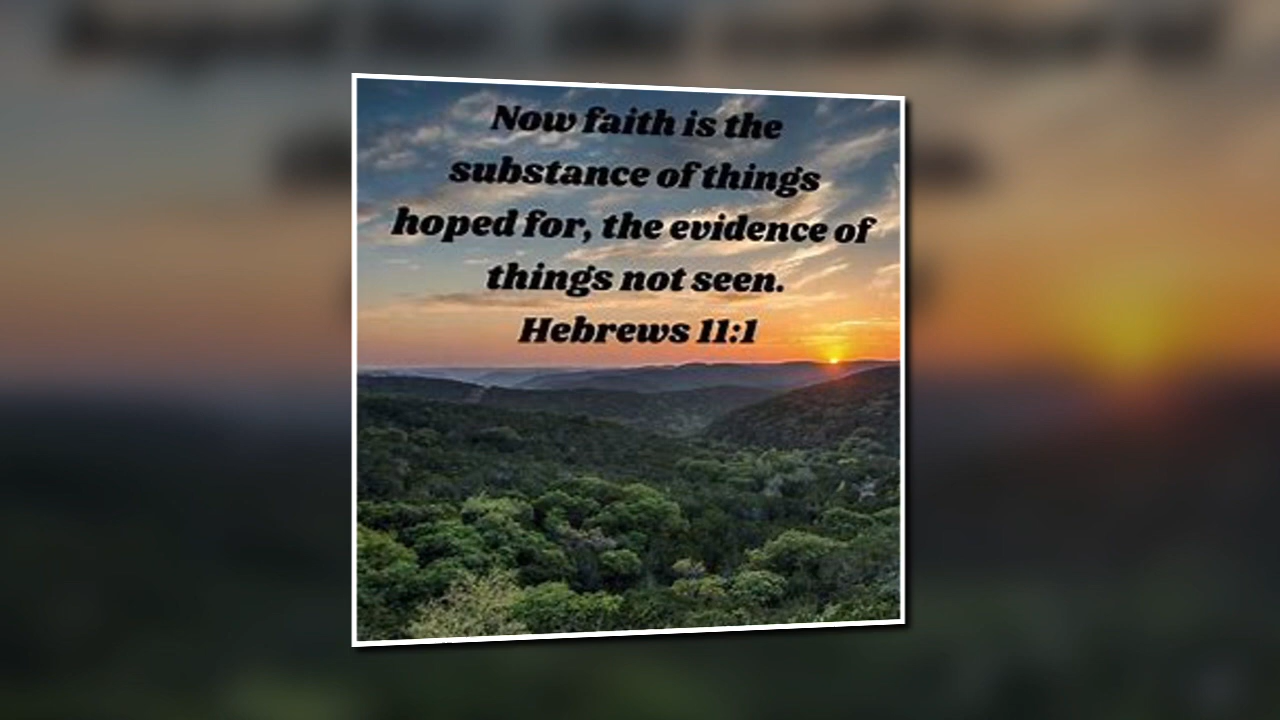 Now faith is the
substance of things
hoped for, the evidence of
things not seen.
Hebrews 11:1